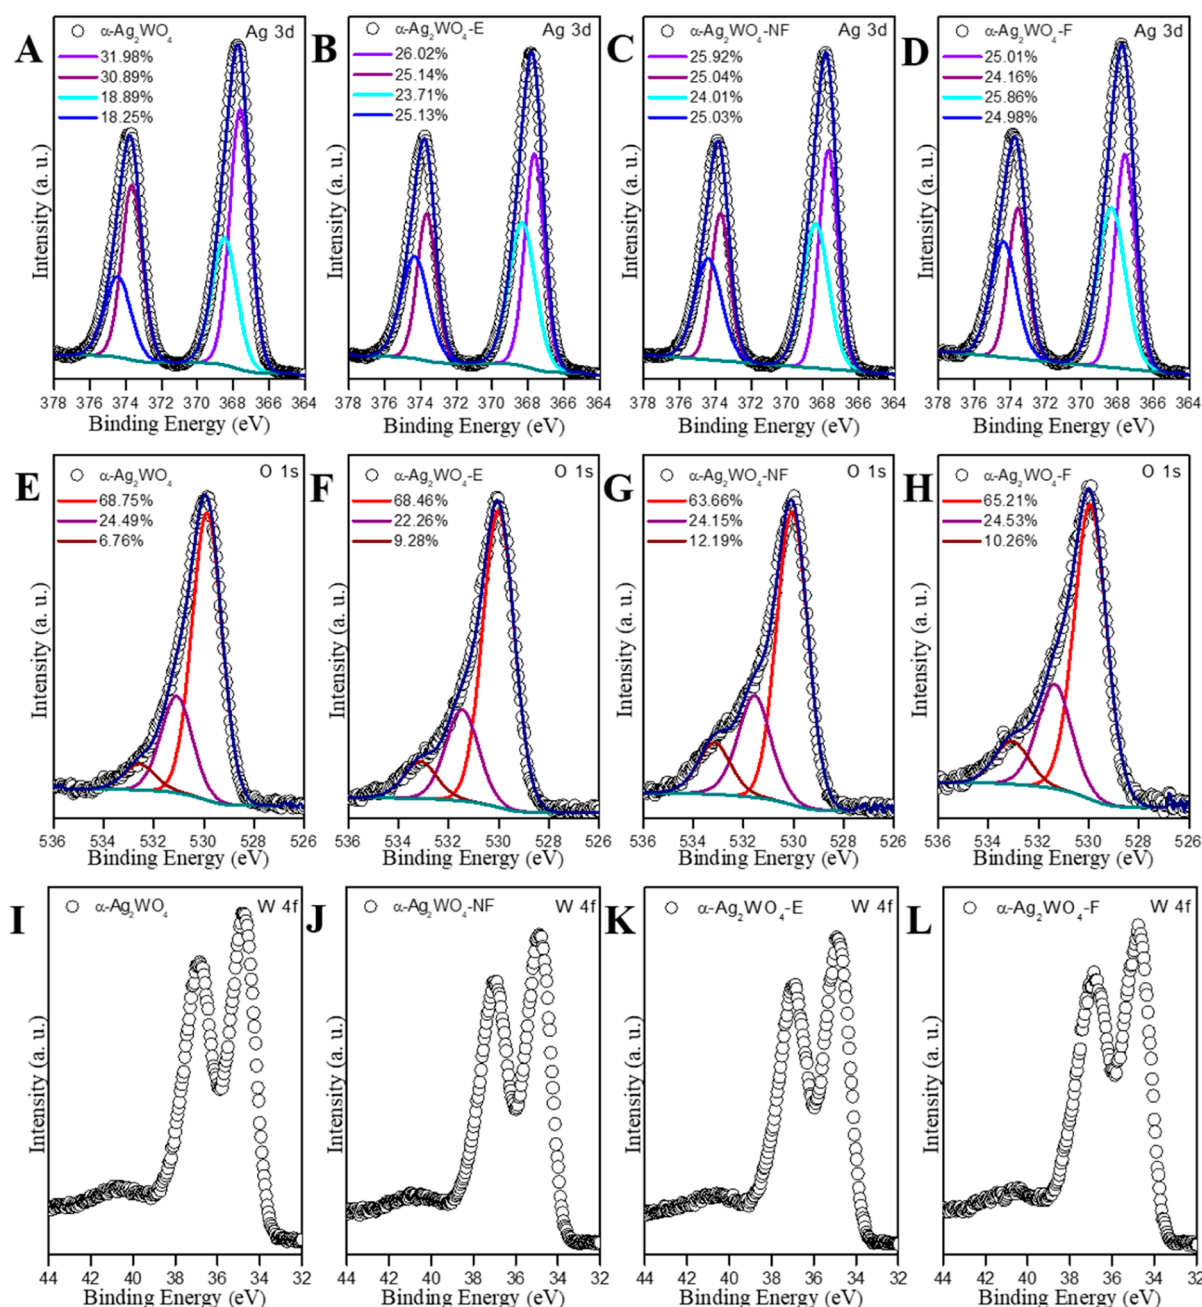 A
α-Ag₂WO₄
Ag 3d
31.98%
30.89%
18.89%
18.25%
Intensity (a. u.)
378 376 374 372 370 368 366 364
Binding Energy (eV)
B
α-Ag₂WO₄-E
Ag 3d
26.02%
25.14%
23.71%
25.13%
Intensity (a. u.)
378 376 374 372 370 368 366 364
Binding Energy (eV)
C
α-Ag₂WO₄-NF
Ag 3d
25.92%
25.04%
24.01%
25.03%
Intensity (a. u.)
378 376 374 372 370 368 366 364
Binding Energy (eV)
D
α-Ag₂WO₄-F
Ag 3d
25.01%
24.16%
25.86%
24.98%
Intensity (a. u.)
378 376 374 372 370 368 366 364
Binding Energy (eV)
E
α-Ag₂WO₄
O 1s
68.75%
24.49%
6.76%
Intensity (a. u.)
536 534 532 530 528 526
Binding Energy (eV)
F
α-Ag₂WO₄-E
O 1s
68.46%
22.26%
9.28%
Intensity (a. u.)
536 534 532 530 528 526
Binding Energy (eV)
G
α-Ag₂WO₄-NF
O 1s
63.66%
24.15%
12.19%
Intensity (a. u.)
536 534 532 530 528 526
Binding Energy (eV)
H
α-Ag₂WO₄-F
O 1s
65.21%
24.53%
10.26%
Intensity (a. u.)
536 534 532 530 528 526
Binding Energy (eV)
I
α-Ag₂WO₄
W 4f
Intensity (a. u.)
44 42 40 38 36 34 32
Binding Energy (eV)
J
α-Ag₂WO₄-NF
W 4f
Intensity (a. u.)
44 42 40 38 36 34 32
Binding Energy (eV)
K
α-Ag₂WO₄-E
W 4f
Intensity (a. u.)
44 42 40 38 36 34 32
Binding Energy (eV)
L
α-Ag₂WO₄-F
W 4f
Intensity (a. u.)
44 42 40 38 36 34 32
Binding Energy (eV)